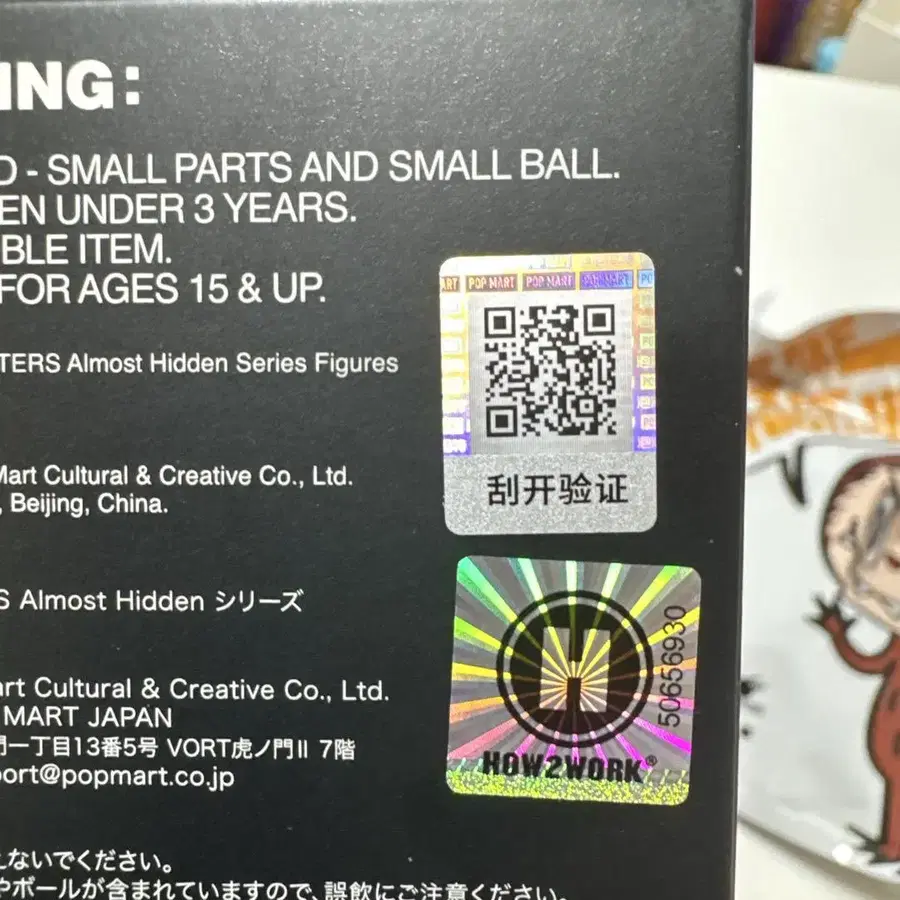 ING:
D - SMALL PARTS AND SMALL BALL.
EN UNDER 3 YEARS.
BLE ITEM.
FOR AGES 15 & UP.
TERS Almost Hidden Series Figures
Mart Cultural & Creative Co., Ltd.
, Beijing, China.
S Almost Hidden シリーズ
art Cultural & Creative Co., Ltd.
MART JAPAN
門一丁目13番5号 VORT虎ノ門Ⅱ 7階
port@popmart.co.jp
えないでください。
やボールが含まれていますので、誤飲にご注意ください。
ART POP MART POP MART POP MART PO
刮开验证
50656930
HOW2WORK®